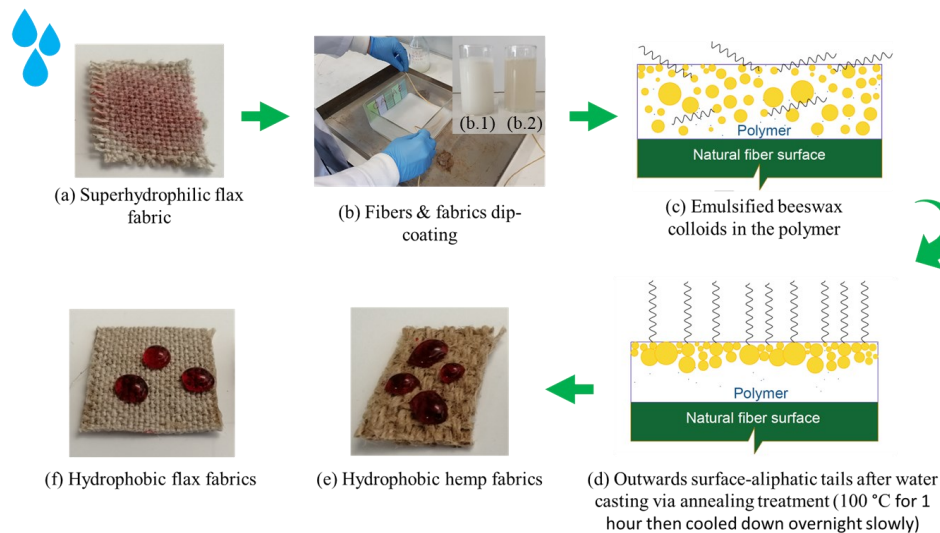 (a) Superhydrophilic flax
fabric
(b.1) (b.2)
(b) Fibers & fabrics dip-
coating
Polymer
Natural fiber surface
(c) Emulsified beeswax
colloids in the polymer
(f) Hydrophobic flax fabrics
(e) Hydrophobic hemp fabrics
Polymer
Natural fiber surface
(d) Outwards surface-aliphatic tails after water
casting via annealing treatment (100 °C for 1
hour then cooled down overnight slowly)